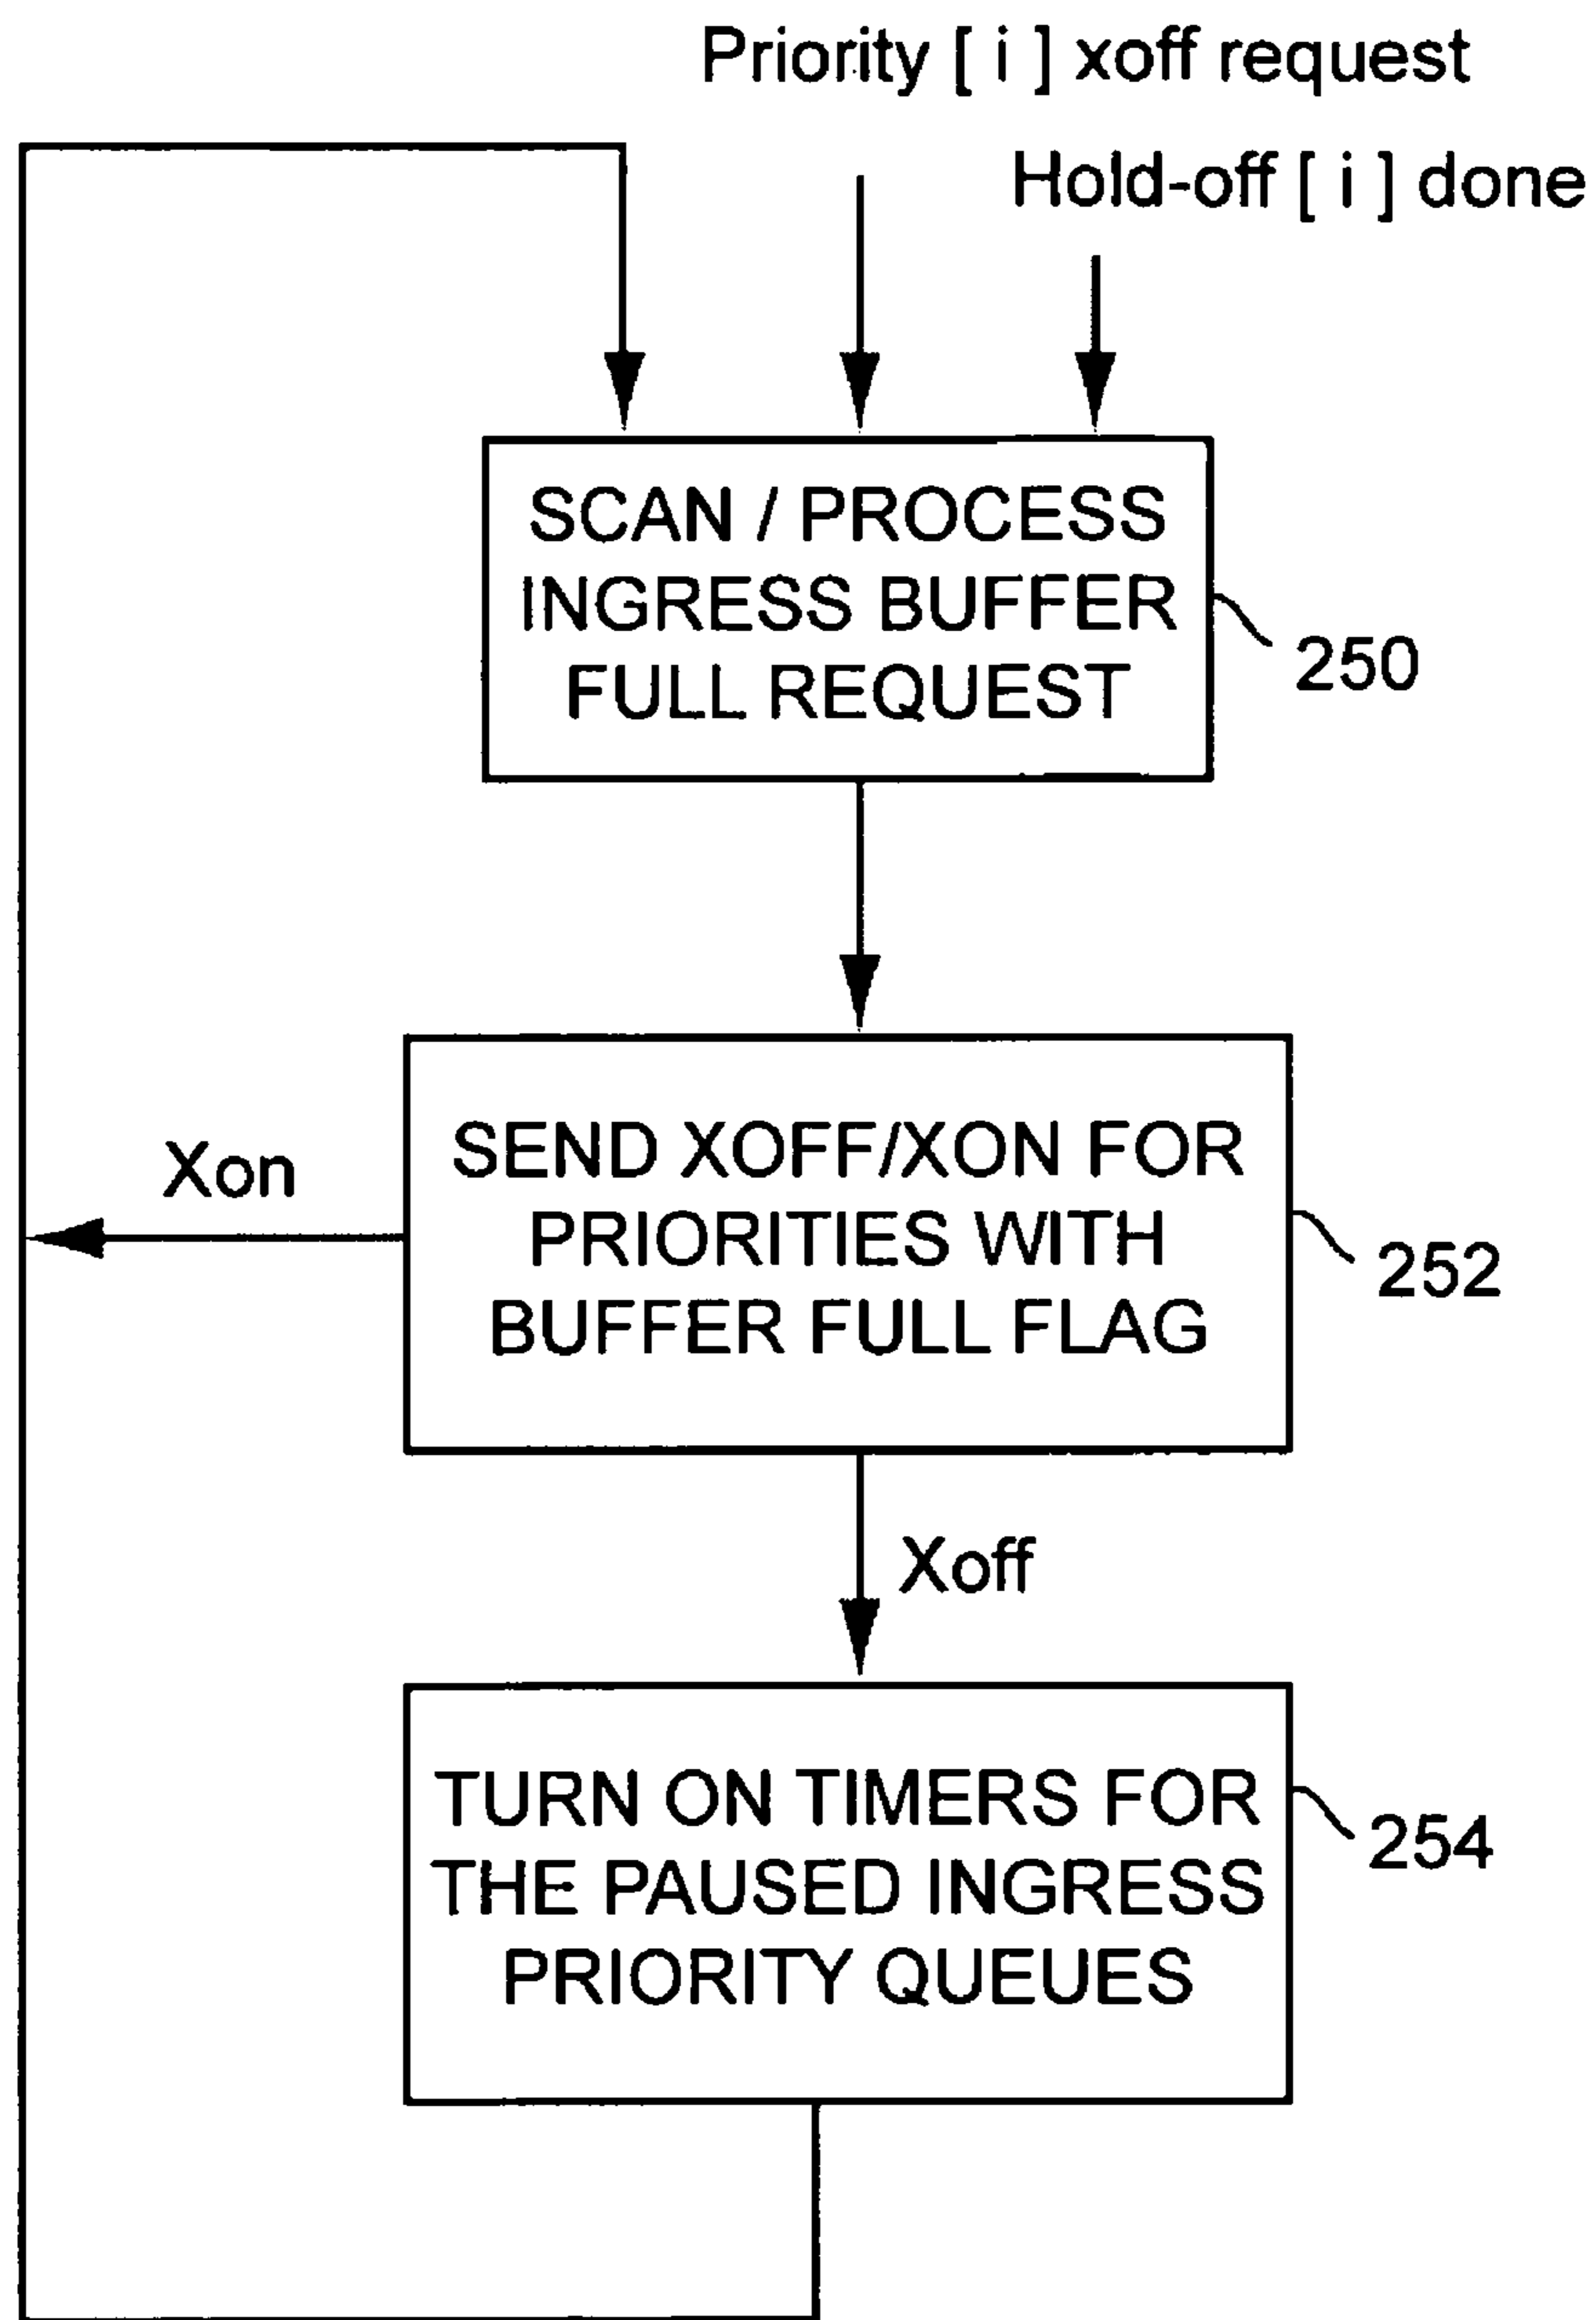 Priority [ i ] xoff request
Hold-off [ i ] done
SCAN / PROCESS
INGRESS BUFFER
FULL REQUEST
250
SEND XOFF/XON FOR
PRIORITIES WITH
BUFFER FULL FLAG
252
Xon
Xoff
TURN ON TIMERS FOR
THE PAUSED INGRESS
PRIORITY QUEUES
254